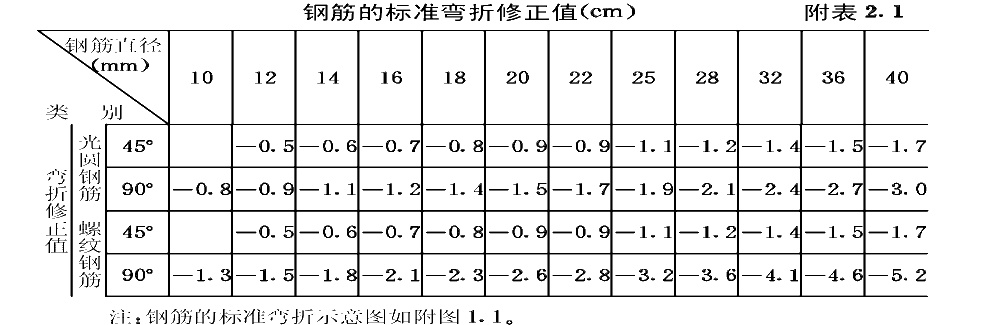 钢筋的标准弯折修正值(cm) 附表2.1
钢筋直径(mm) 10 12 14 16 18 20 22 25 28 32 36 40
类别
弯折修正值
光圆钢筋 45° −0.5 −0.6 −0.7 −0.8 −0.9 −0.9 −1.1 −1.2 −1.4 −1.5 −1.7
90° −0.8 −0.9 −1.1 −1.2 −1.4 −1.5 −1.7 −1.9 −2.1 −2.4 −2.7 −3.0
螺纹钢筋 45° −0.5 −0.6 −0.7 −0.8 −0.9 −0.9 −1.1 −1.2 −1.4 −1.5 −1.7
90° −1.3 −1.5 −1.8 −2.1 −2.3 −2.6 −2.8 −3.2 −3.6 −4.1 −4.6 −5.2
注:钢筋的标准弯折示意图如附图1.1。